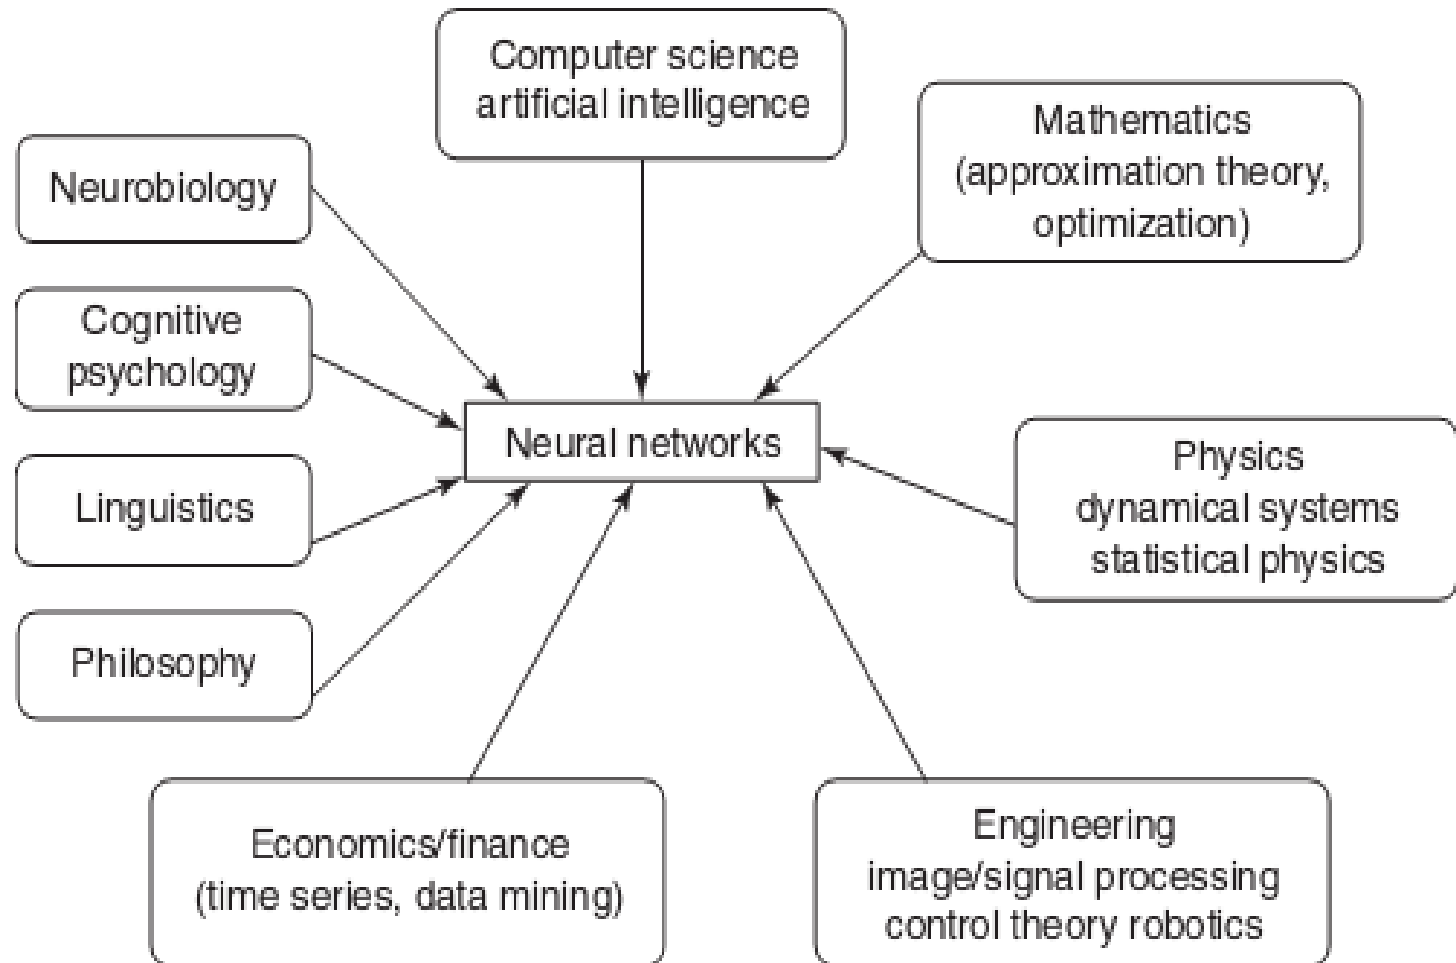 Computer science
artificial intelligence
Mathematics
(approximation theory,
optimization)
Neurobiology
Cognitive
psychology
Neural networks
Linguistics
Physics
dynamical systems
statistical physics
Philosophy
Economics/finance
(time series, data mining)
Engineering
image/signal processing
control theory robotics